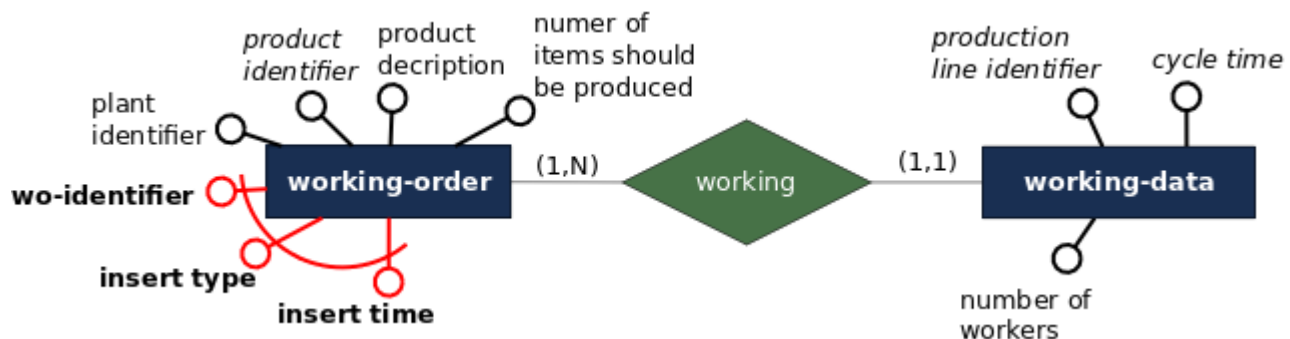 numer of
items should
be produced
product
identifier
product
decription
production
line identifier
cycle time
plant
identifier
working-order
(1,N)
working
(1,1)
working-data
wo-identifier
insert type
insert time
number of
workers